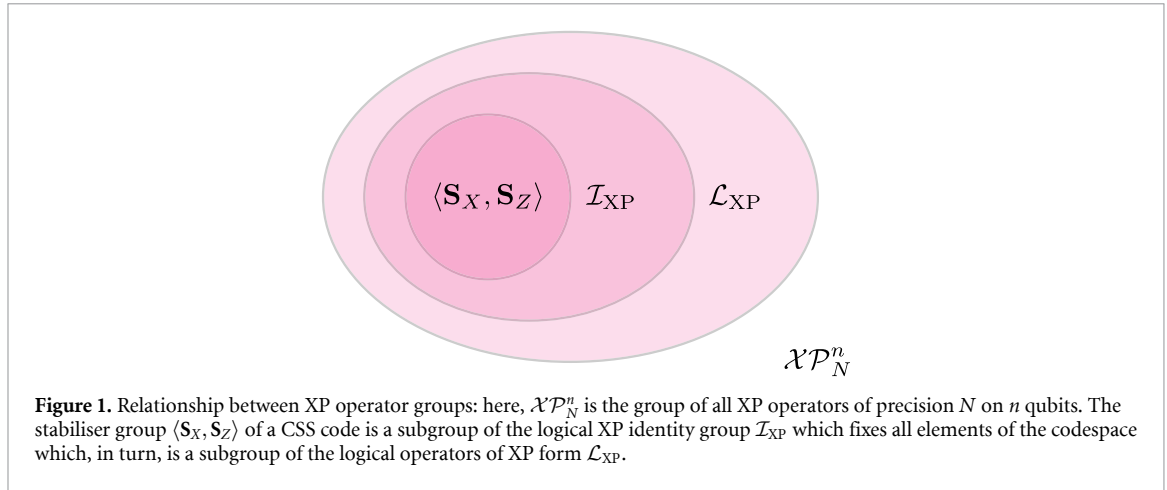 ⟨𝐒_X, 𝐒_Z⟩ ℐ_XP ℒ_XP
𝒳𝒫_N^n
Figure 1. Relationship between XP operator groups: here, 𝒳𝒫_N^n is the group of all XP operators of precision N on n qubits. The
stabiliser group ⟨𝐒_X, 𝐒_Z⟩ of a CSS code is a subgroup of the logical XP identity group ℐ_XP which fixes all elements of the codespace
which, in turn, is a subgroup of the logical operators of XP form ℒ_XP.